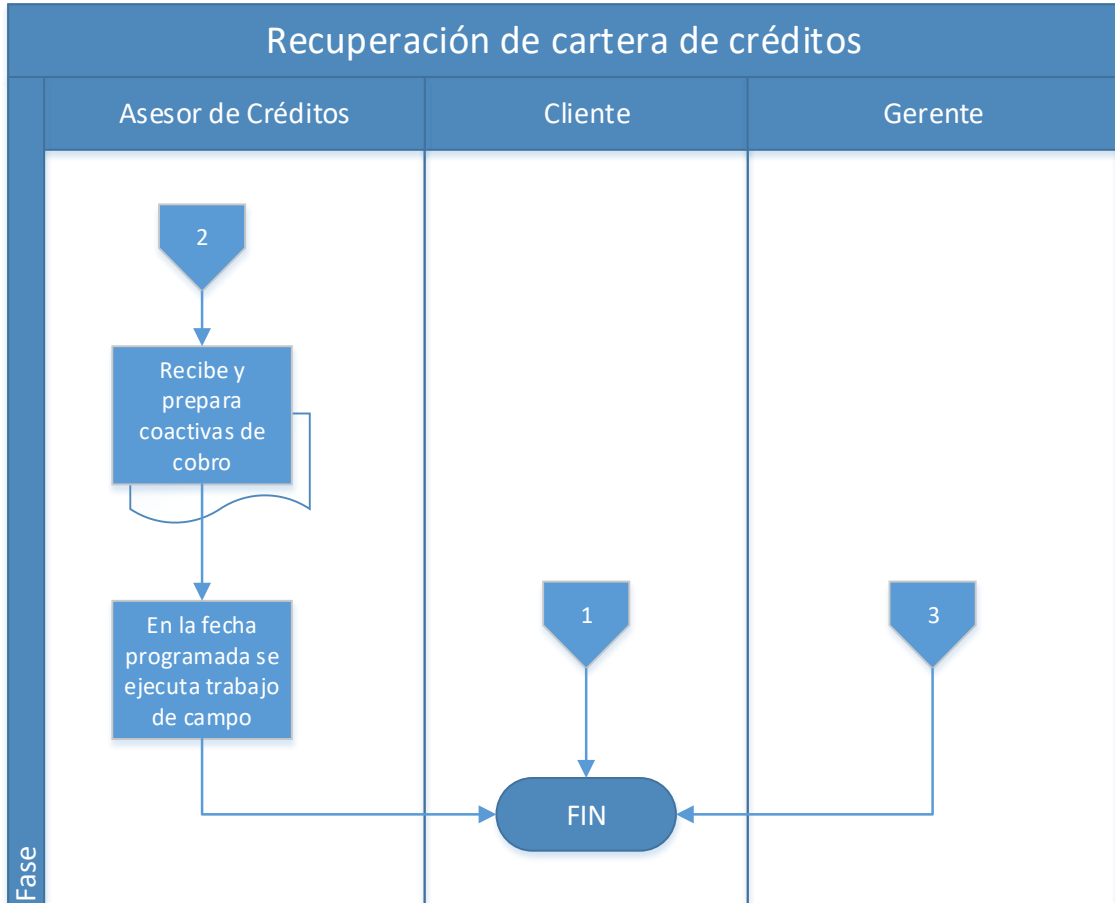 Recuperación de cartera de créditos
Asesor de Créditos
Cliente
Gerente
2
Recibe y
prepara
coactivas de
cobro
En la fecha
programada se
ejecuta trabajo
de campo
1
3
FIN
Fase